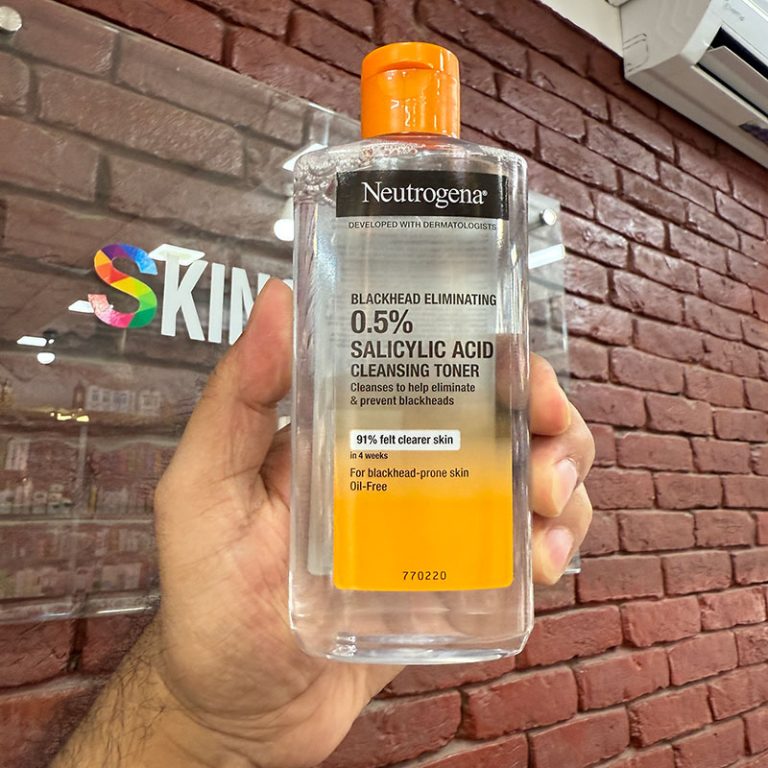 Neutrogena®
DEVELOPED WITH DERMATOLOGISTS
BLACKHEAD ELIMINATING
0.5%
SALICYLIC ACID
CLEANSING TONER
Cleanses to help eliminate
& prevent blackheads
91% felt clearer skin
in 4 weeks
For blackhead-prone skin
Oil-Free
770220
SKIN